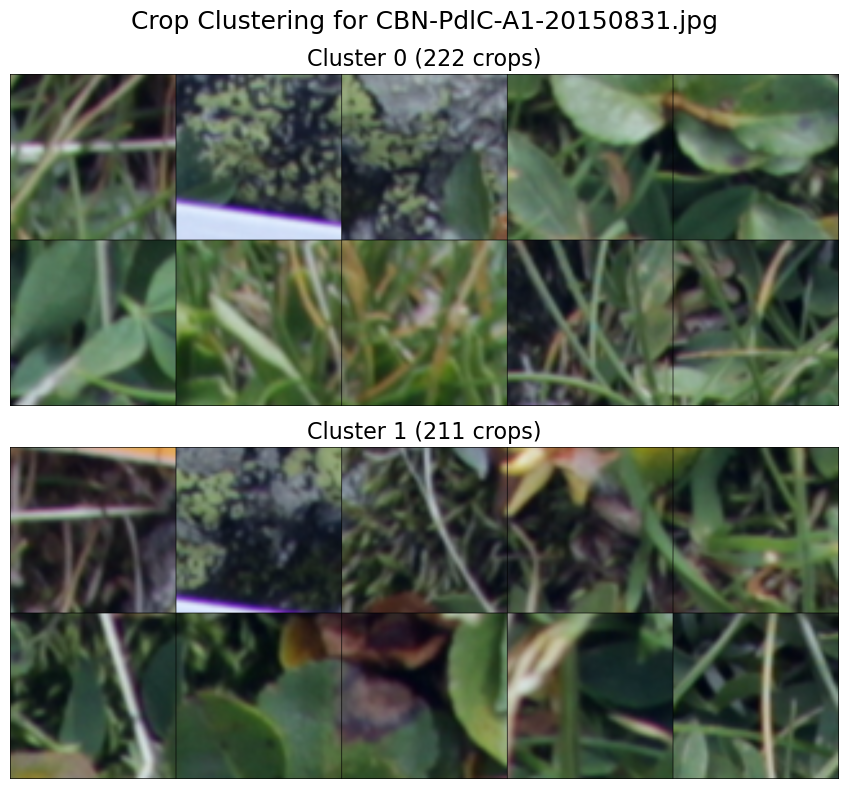 Crop Clustering for CBN-PdlC-A1-20150831.jpg
Cluster 0 (222 crops)
Cluster 1 (211 crops)